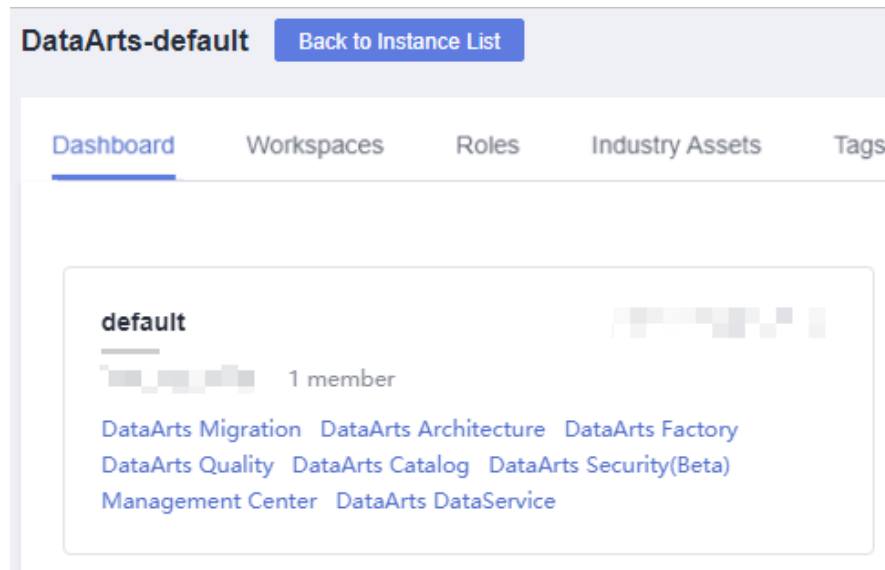 DataArts-default Back to Instance List
Dashboard Workspaces Roles Industry Assets Tags
default
1 member
DataArts Migration DataArts Architecture DataArts Factory
DataArts Quality DataArts Catalog DataArts Security(Beta)
Management Center DataArts DataService